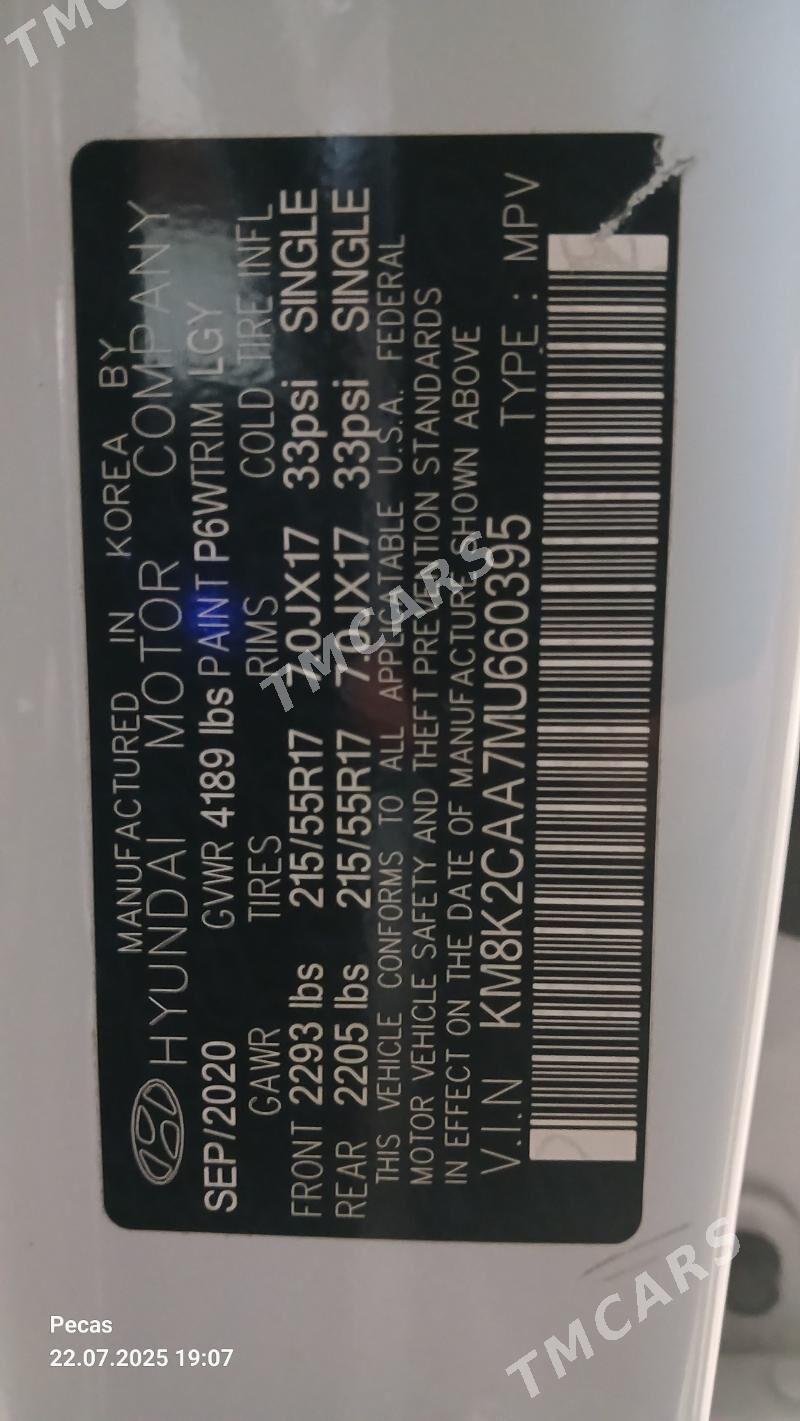 MANUFACTURED IN KOREA BY
HYUNDAI MOTOR COMPANY
SEP/2020 GVWR 4189 lbs PAINT P6W TRIM LGY
GAWR TIRES RIMS COLD TIRE INFL
FRONT 2293 lbs 215/55R17 7.0JX17 33psi SINGLE
REAR 2205 lbs 215/55R17 7.0JX17 33psi SINGLE
THIS VEHICLE CONFORMS TO ALL APPLICTABLE U.S.A. FEDERAL
MOTOR VEHICLE SAFETY AND THEFT PREVENTION STANDARDS
IN EFFECT ON THE DATE OF MANUFACTURE SHOWN ABOVE
V.I.N KM8K2CAA7MU660395 TYPE : MPV
TMCARS
TMCARS
TMCARS
Pecas
22.07.2025 19:07